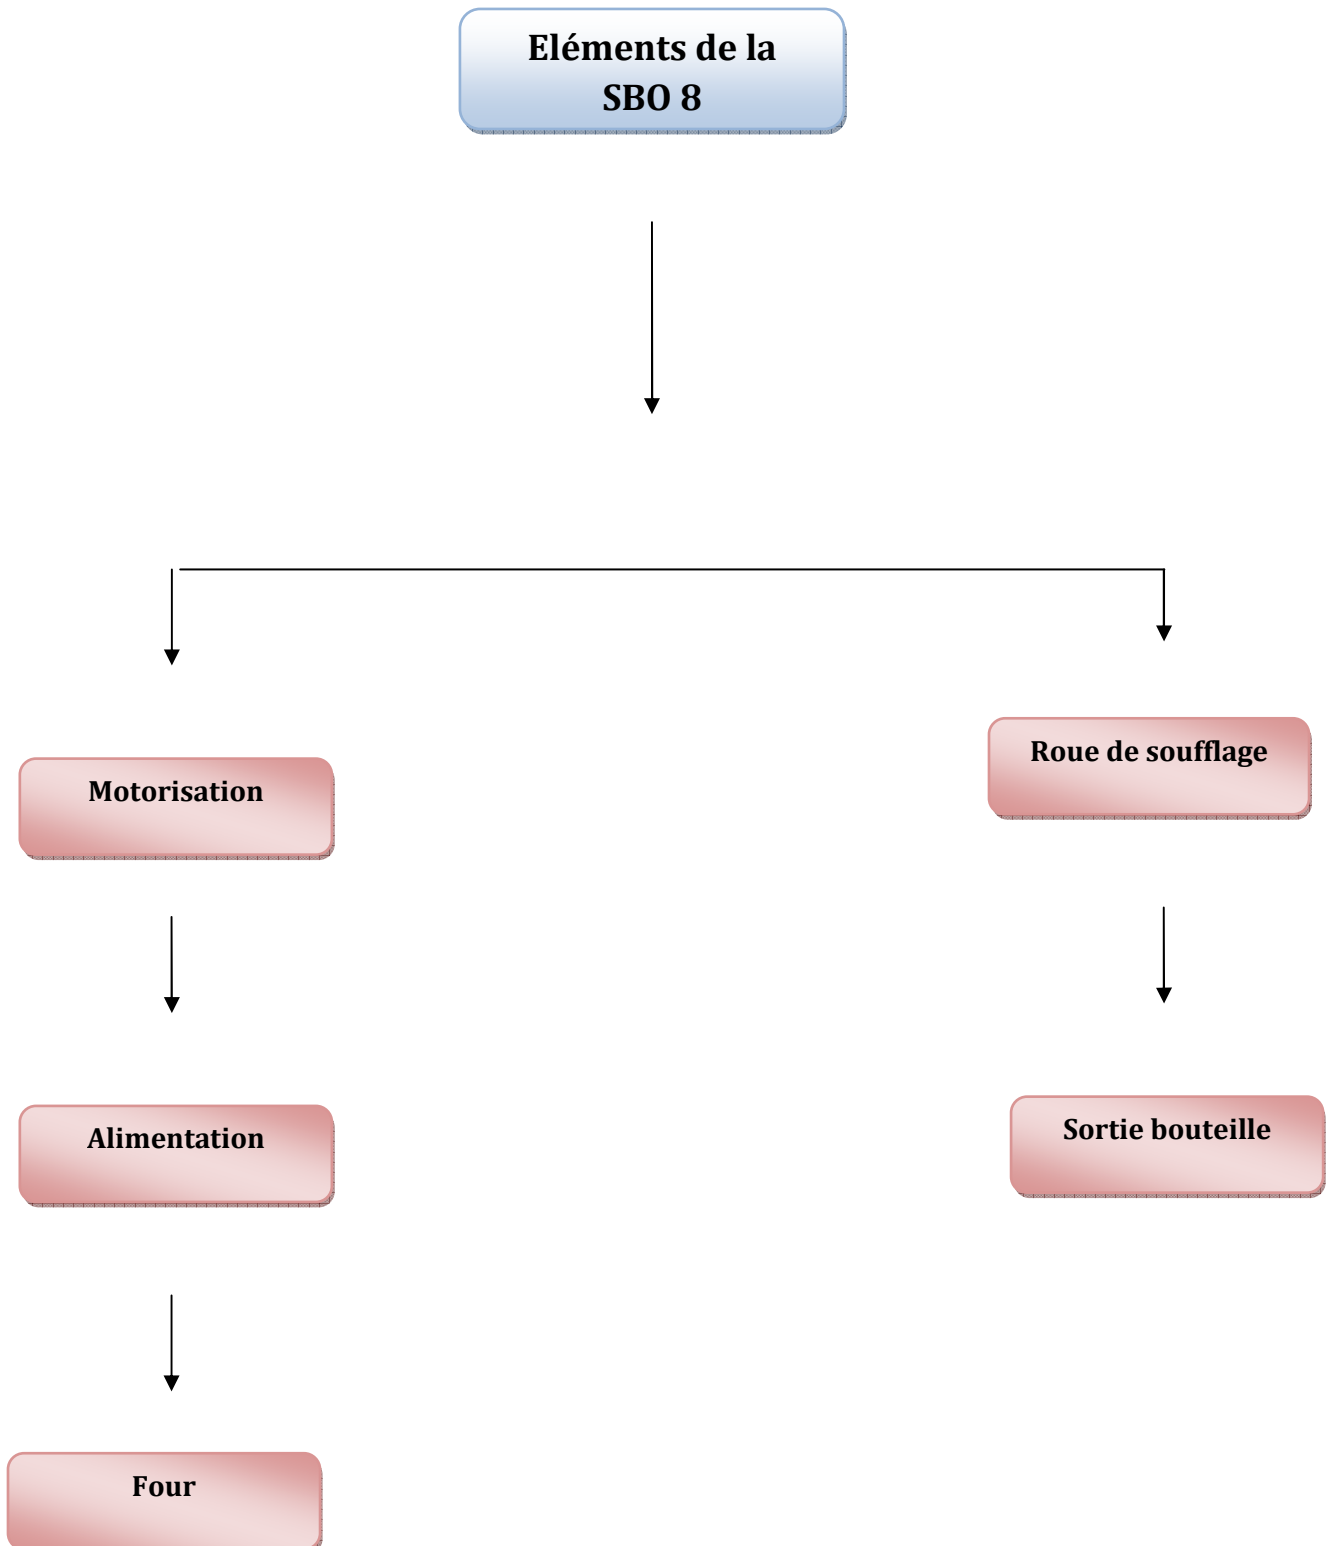 Eléments de la
SBO 8
Roue de soufflage
Motorisation
Alimentation
Sortie bouteille
Four